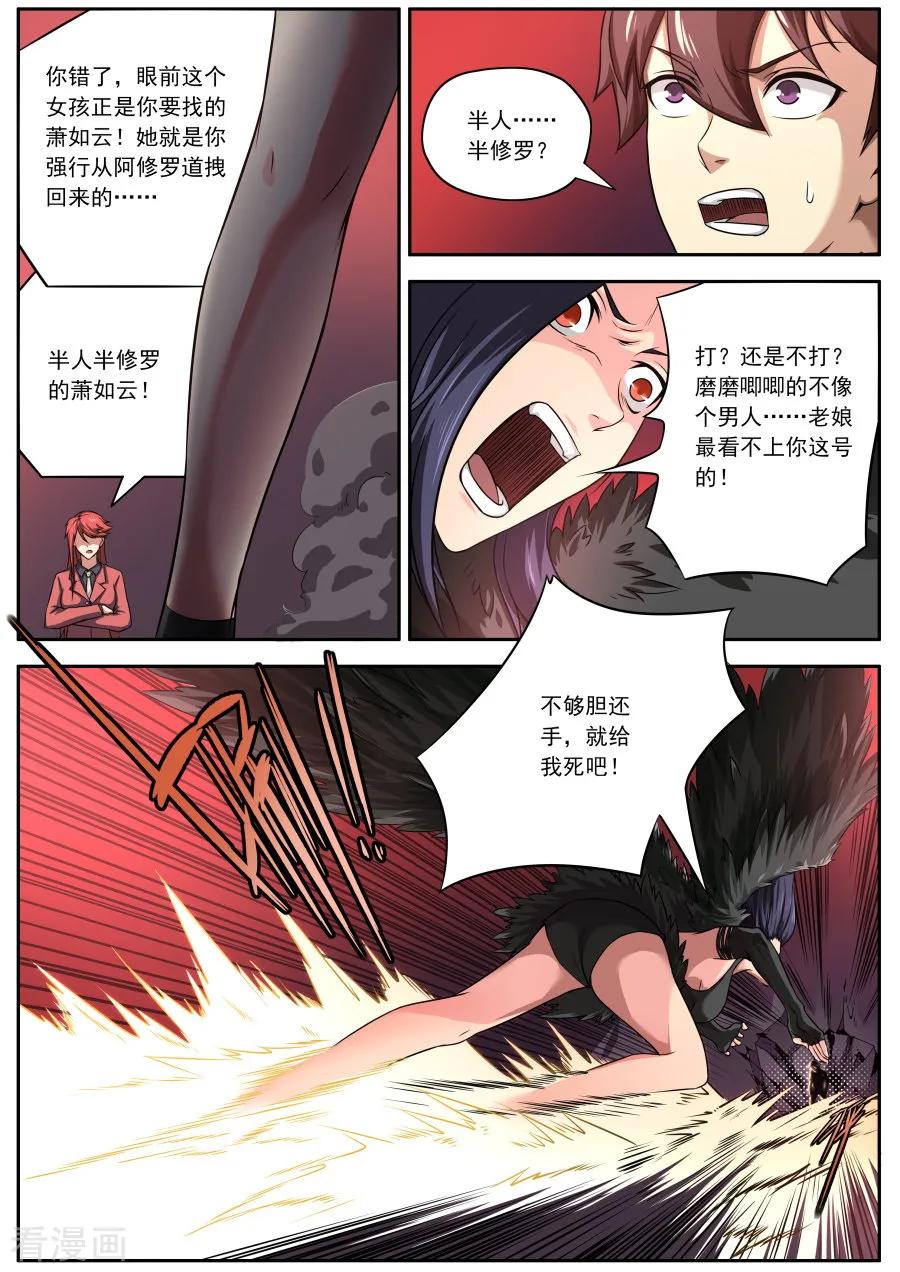 你错了，眼前这个
女孩正是你要找的
萧如云！她就是你
强行从阿修罗道拽
回来的……
半人半修罗
的萧如云！
半人……
半修罗？
打？还是不打？
磨磨唧唧的不像
个男人……老娘
最看不上你这号
的！
不够胆还
手，就给
我死吧！
看漫画